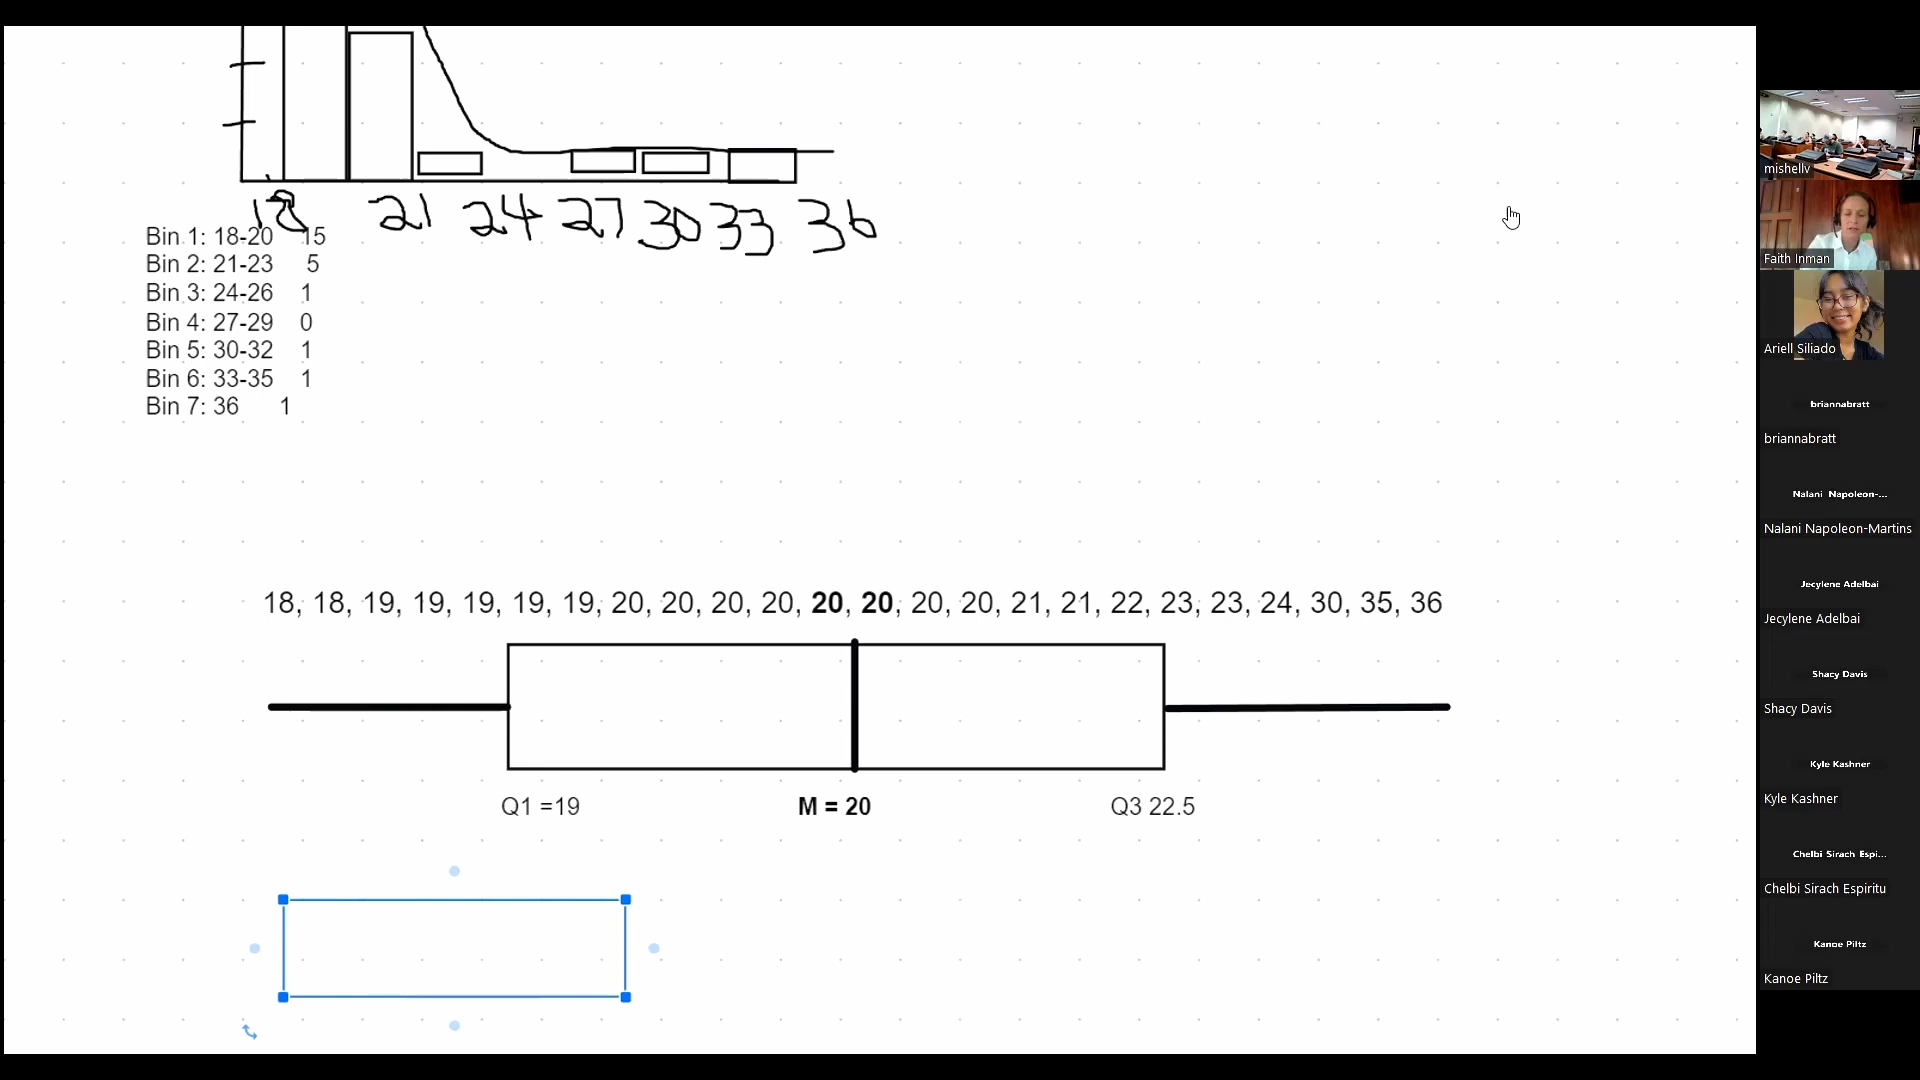 18 21 24 27 30 33 36
Bin 1: 18-20 15
Bin 2: 21-23 5
Bin 3: 24-26 1
Bin 4: 27-29 0
Bin 5: 30-32 1
Bin 6: 33-35 1
Bin 7: 36 1
18, 18, 19, 19, 19, 19, 19, 20, 20, 20, 20, 20, 20, 20, 20, 21, 21, 22, 23, 23, 24, 30, 35, 36
Q1 =19 M = 20 Q3 22.5
mishellv
Faith Inman
Ariell Siliado
briannabratt
briannabratt
Nalani Napoleon-...
Nalani Napoleon-Martins
Jecylene Adelbai
Jecylene Adelbai
Shacy Davis
Shacy Davis
Kyle Kashner
Kyle Kashner
Chelbi Sirach Espi...
Chelbi Sirach Espiritu
Kanoe Piltz
Kanoe Piltz